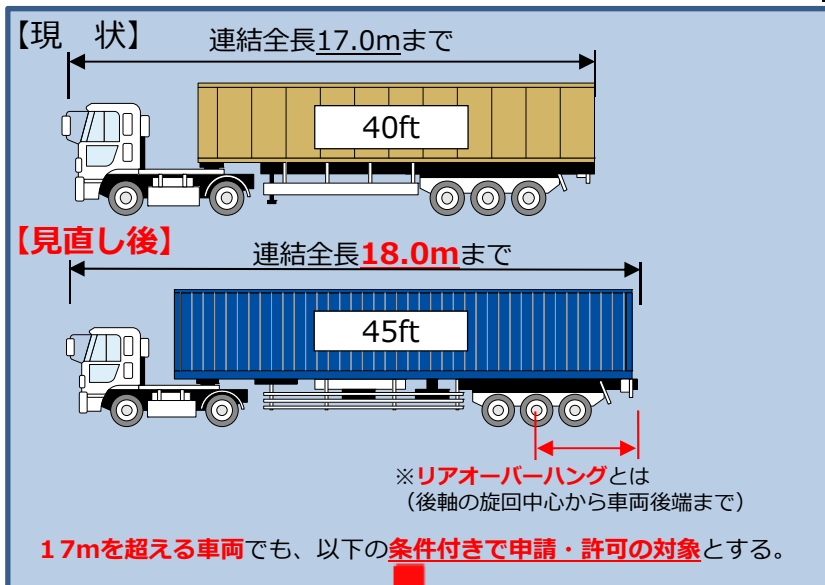 【現　状】
連結全長17.0mまで
40ft
【見直し後】
連結全長18.0mまで
45ft
※リアオーバーハングとは
（後軸の旋回中心から車両後端まで）
１7mを超える車両でも、以下の条件付きで申請・許可の対象とする。